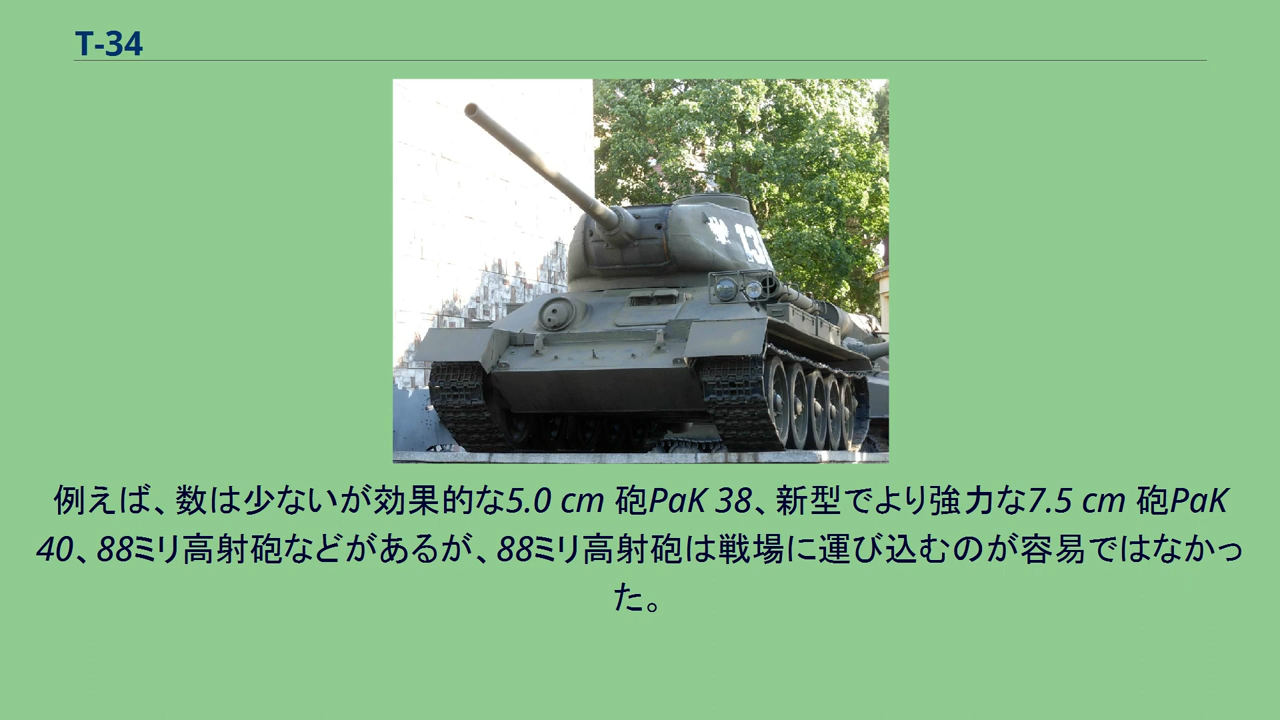 T-34
13
例えば、数は少ないが効果的な5.0 cm 砲PaK 38、新型でより強力な7.5 cm 砲PaK
40、88ミリ高射砲などがあるが、88ミリ高射砲は戦場に運び込むのが容易ではなかっ
た。